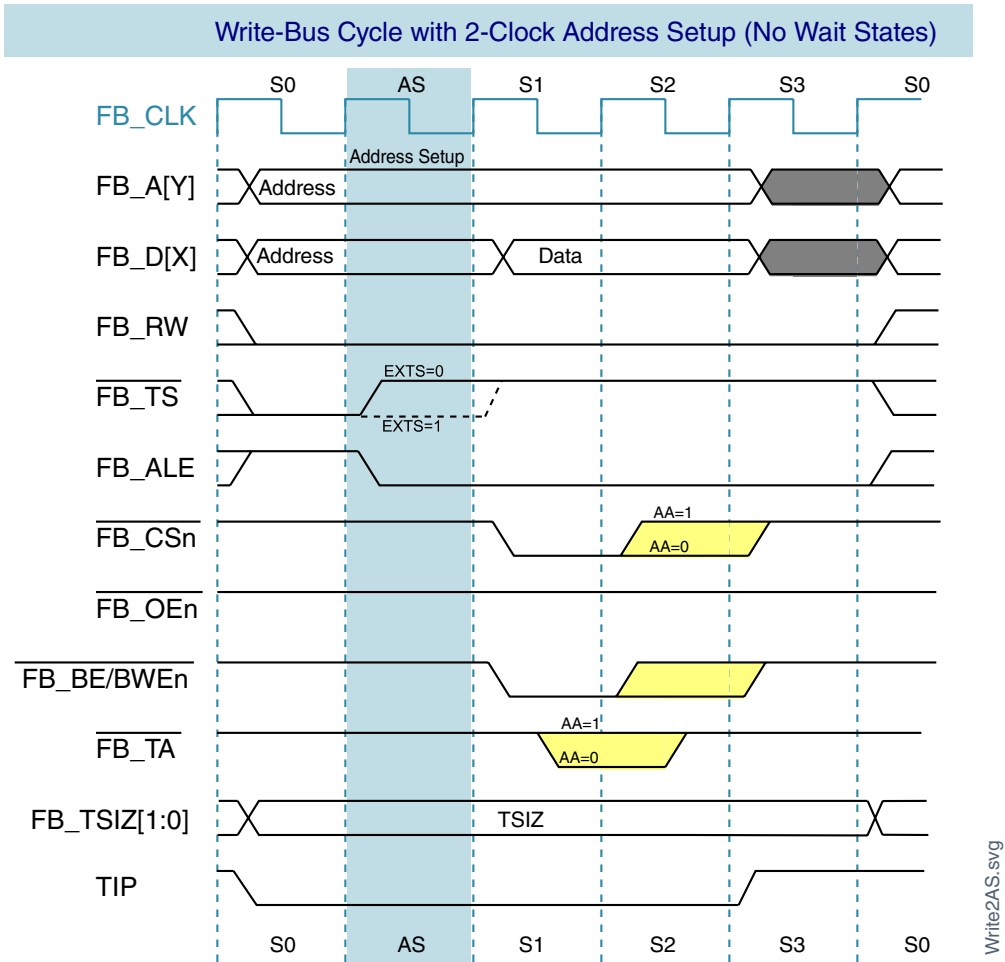 Write-Bus Cycle with 2-Clock Address Setup (No Wait States)
S0 AS S1 S2 S3 S0
FB_CLK
Address Setup
FB_A[Y] Address
FB_D[X] Address Data
FB_RW
FB_TS EXTS=0
EXTS=1
FB_ALE
FB_CSn AA=1
AA=0
FB_OEn
FB_BE/BWEn
FB_TA AA=1
AA=0
FB_TSIZ[1:0] TSIZ
TIP
S0 AS S1 S2 S3 S0
Write2AS.svg